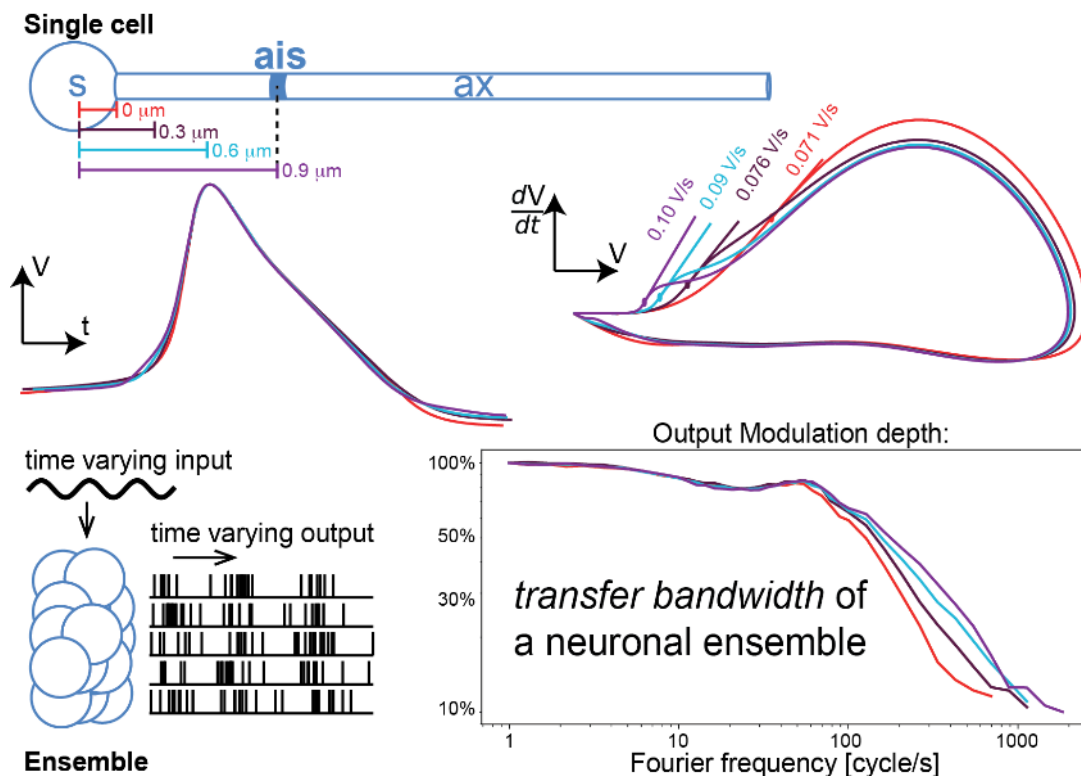 Single cell
ais
s
ax
0 μm
0.3 μm
0.6 μm
0.9 μm
V
t
dV
dt
V
0.10 V/s
0.09 V/s
0.076 V/s
0.071 V/s
time varying input
time varying output
Ensemble
Output Modulation depth:
100%
50%
30%
10%
transfer bandwidth of
a neuronal ensemble
1
10
100
1000
Fourier frequency [cycle/s]